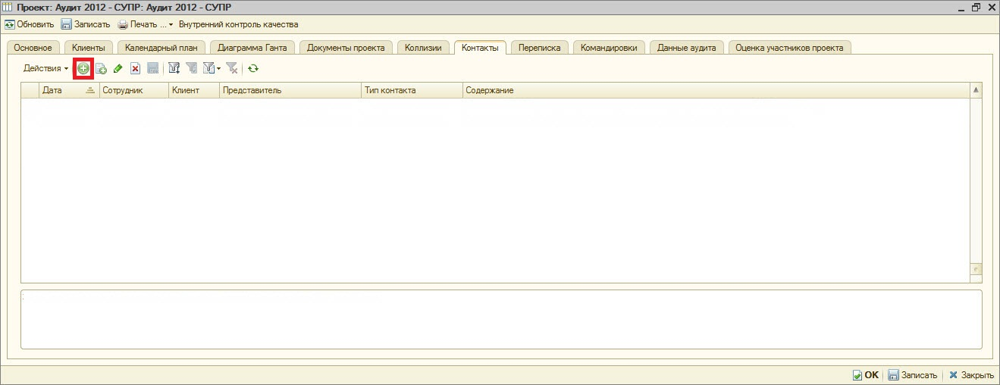 Проект: Аудит 2012 - СУПР: Аудит 2012 - СУПР
Обновить Записать Печать ... Внутренний контроль качества
Основное Клиенты Календарный план Диаграмма Ганта Документы проекта Коллизии Контакты Переписка Командировки Данные аудита Оценка участников проекта
Действия
Дата Сотрудник Клиент Представитель Тип контакта Содержание
:
OK Записать Закрыть